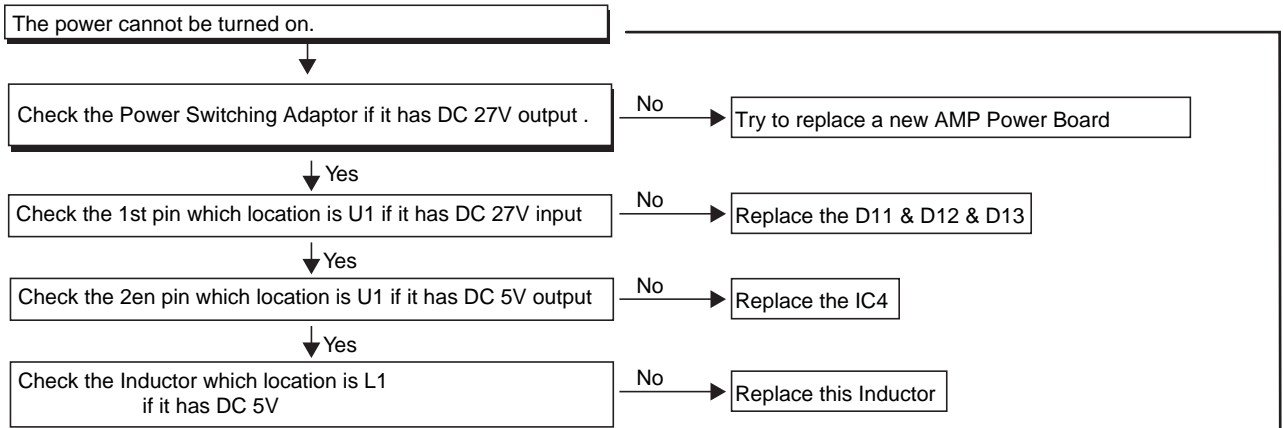 The power cannot be turned on.
Check the Power Switching Adaptor if it has DC 27V output .
No
Try to replace a new AMP Power Board
Yes
Check the 1st pin which location is U1 if it has DC 27V input
No
Replace the D11 & D12 & D13
Yes
Check the 2en pin which location is U1 if it has DC 5V output
No
Replace the IC4
Yes
Check the Inductor which location is L1
if it has DC 5V
No
Replace this Inductor